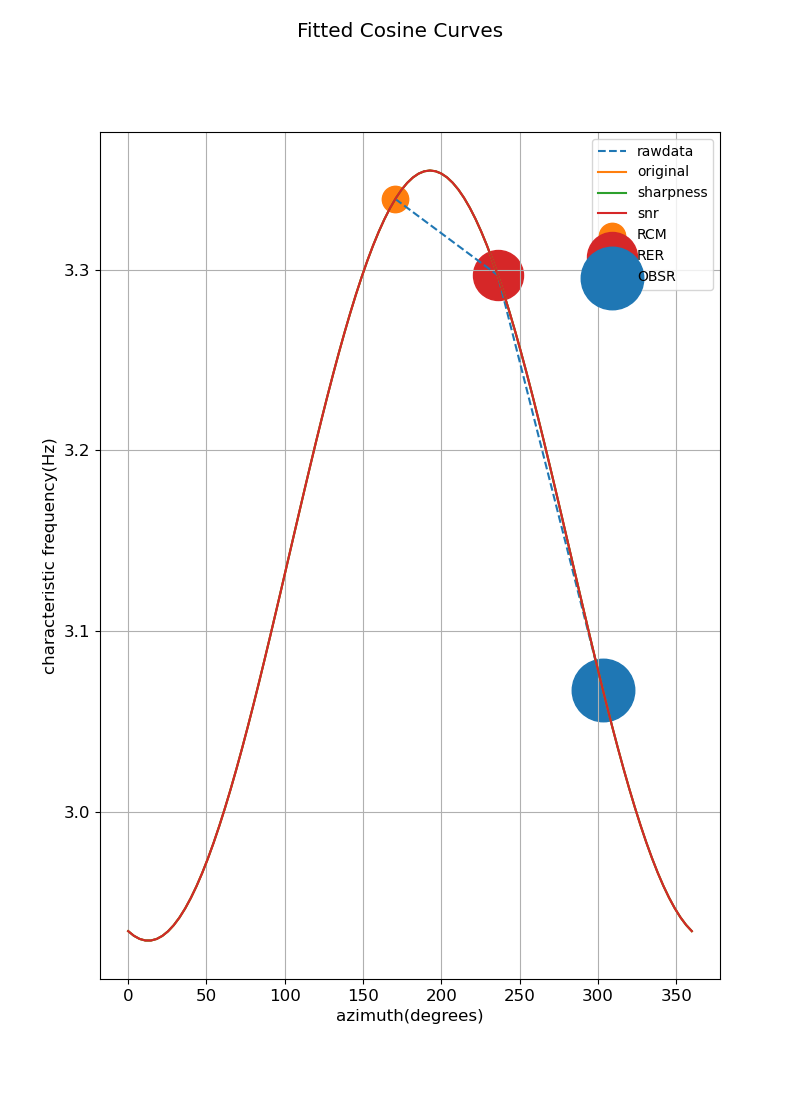 Fitted Cosine Curves
rawdata
original
sharpness
snr
RCM
RER
OBSR
3.3
3.2
3.1
3.0
characteristic frequency(Hz)
0 50 100 150 200 250 300 350
azimuth(degrees)